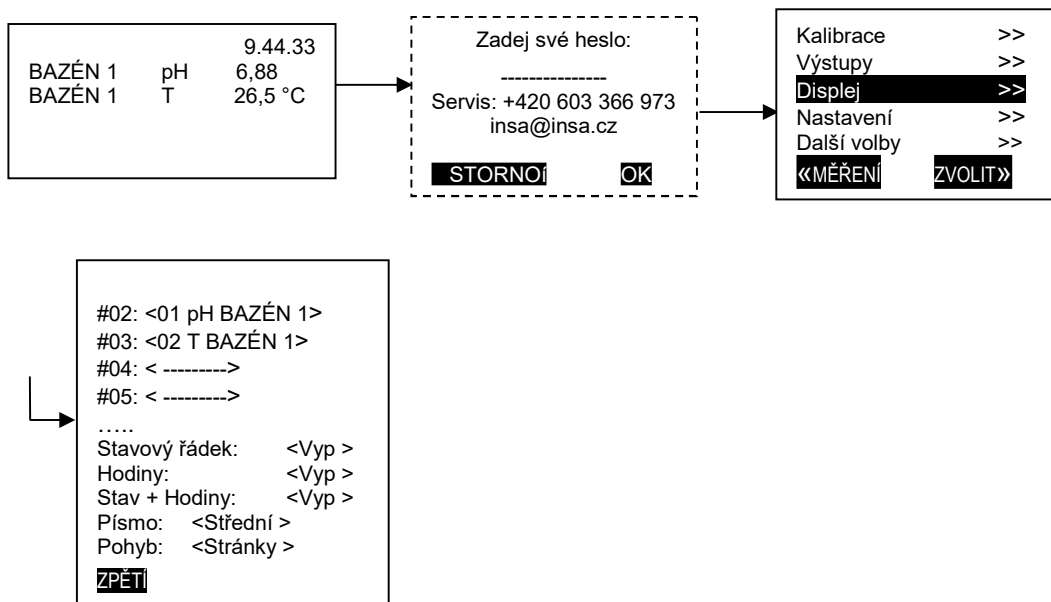 9.44.33
BAZÉN 1 pH 6,88
BAZÉN 1 T 26,5 °C
Zadej své heslo:
---------------
Servis: +420 603 366 973
insa@insa.cz
STORNOí OK
Kalibrace >>
Výstupy >>
Displej >>
Nastavení >>
Další volby >>
«MĚŘENÍ ZVOLIT»
#02: <01 pH BAZÉN 1>
#03: <02 T BAZÉN 1>
#04: < --------->
#05: < --------->
…..
Stavový řádek: <Vyp >
Hodiny: <Vyp >
Stav + Hodiny: <Vyp >
Písmo: <Střední >
Pohyb: <Stránky >
ZPĚTÍ